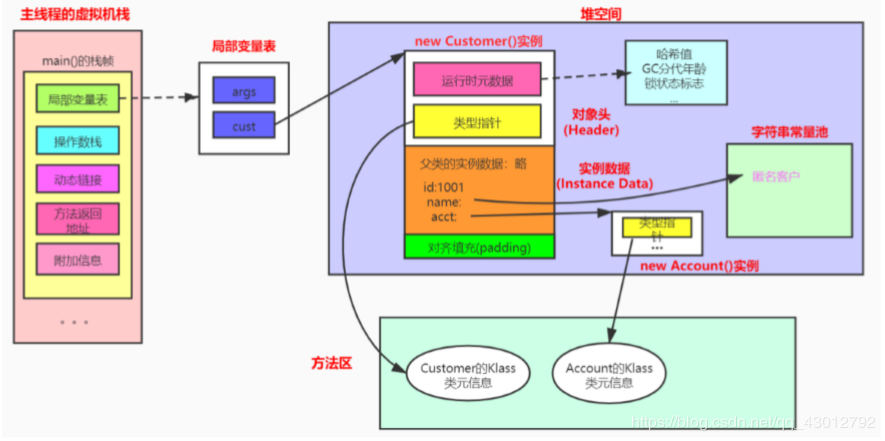 主线程的虚拟机栈
main()的栈帧
局部变量表
操作数栈
动态链接
方法返回
地址
附加信息
• • •
局部变量表
args
cust
堆空间
new Customer()实例
运行时元数据
类型指针
对象头
(Header)
哈希值
GC分代年龄
锁状态标志
...
父类的实例数据：略
id:1001
name:
acct:
实例数据
(Instance Data)
对齐填充(padding)
字符串常量池
匿名客户
类型指
针
...
new Account()实例
方法区
Customer的Klass
类元信息
Account的Klass
类元信息
https://blog.csdn.net/qq_43012792